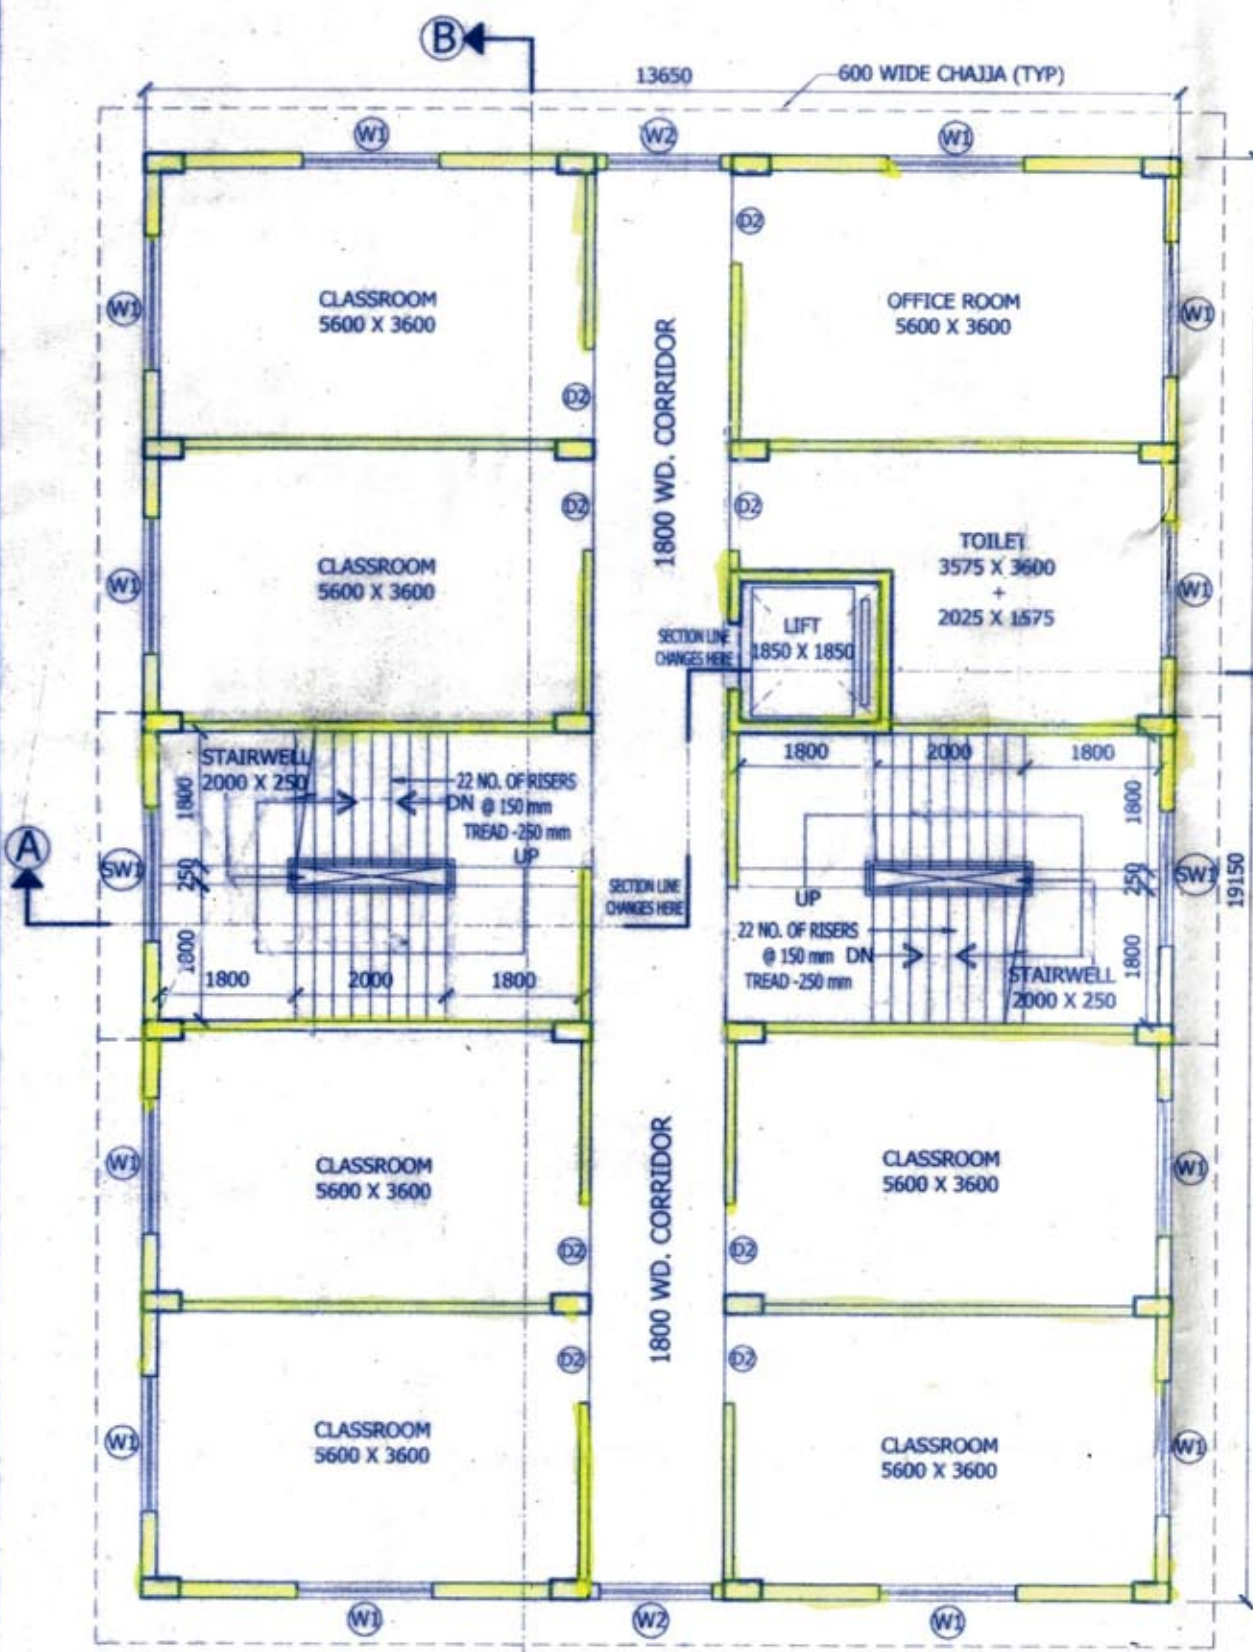 B
13650
600 WIDE CHAJJA (TYP)
W1
W2
W1
D2
CLASSROOM
5600 X 3600
OFFICE ROOM
5600 X 3600
W1
W1
1800 WD. CORRIDOR
D2
D2
D2
CLASSROOM
5600 X 3600
TOILET
3575 X 3600
+
2025 X 1575
W1
W1
LIFT
1850 X 1850
SECTION LINE
CHANGES HERE
STAIRWELL
2000 X 250
1800
22 NO. OF RISERS
DN @ 150 mm
TREAD -250 mm
UP
1800
2000
1800
1800
A
SW1
250
SECTION LINE
CHANGES HERE
250
SW1
19150
UP
22 NO. OF RISERS
@ 150 mm DN
TREAD -250 mm
1800
1800
2000
1800
1800
STAIRWELL
2000 X 250
CLASSROOM
5600 X 3600
CLASSROOM
5600 X 3600
W1
W1
1800 WD. CORRIDOR
D2
D2
D2
D2
CLASSROOM
5600 X 3600
CLASSROOM
5600 X 3600
W1
W1
W1
W2
W1